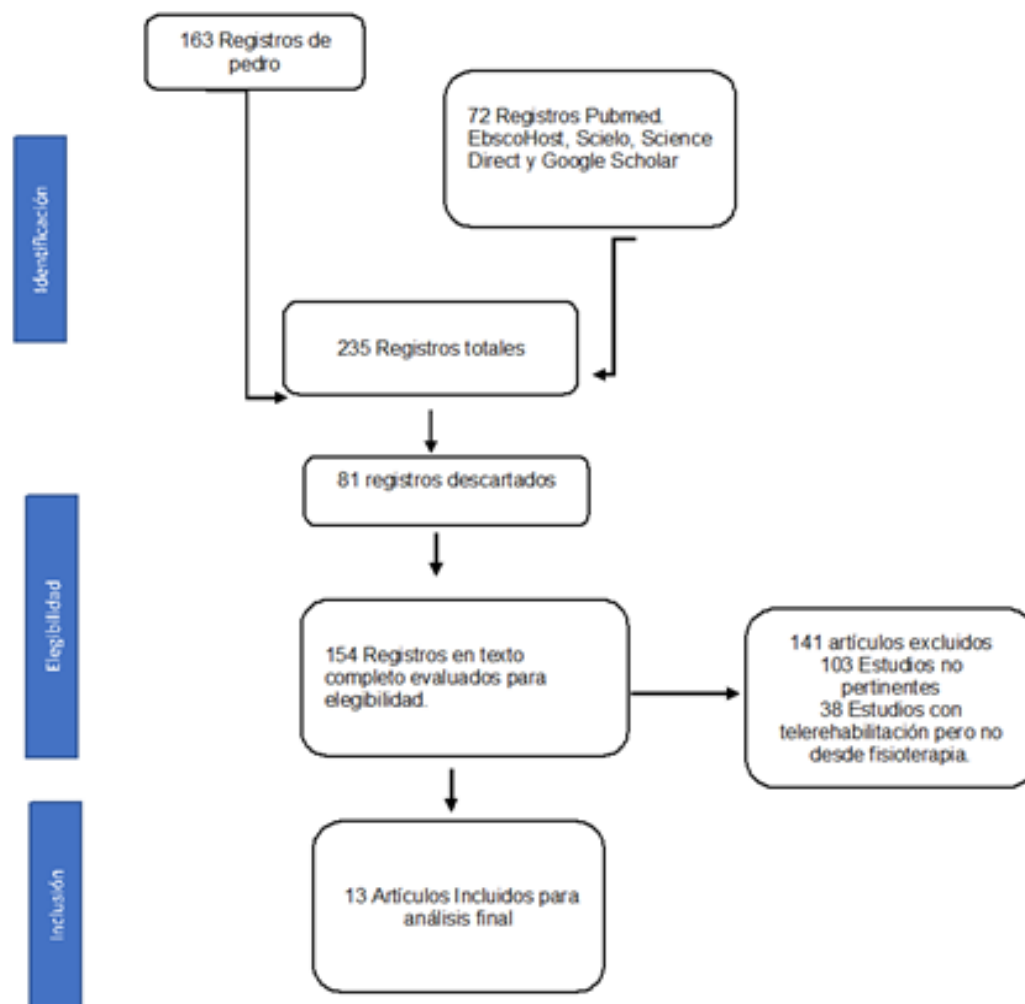 163 Registros de
pedro
72 Registros Pubmed.
EbscoHost, Scielo, Science
Direct y Google Scholar
Identificación
235 Registros totales
81 registros descartados
Elegibilidad
154 Registros en texto
completo evaluados para
elegibilidad.
141 artículos excluidos
103 Estudios no
pertinentes
38 Estudios con
telerehabilitación pero no
desde fisioterapia.
Inclusión
13 Artículos Incluidos para
análisis final